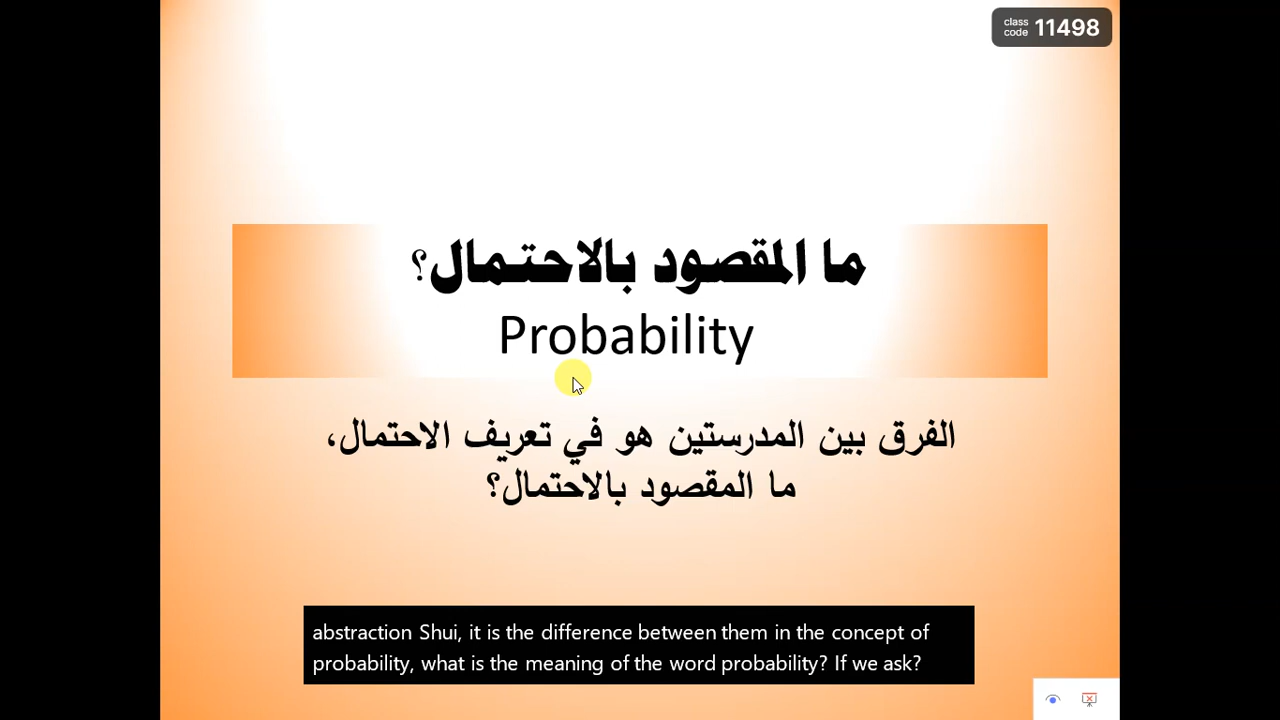 class
code 11498
ما المقصود بالاحتمال؟
Probability
الفرق بين المدرستين هو في تعريف الاحتمال،
ما المقصود بالاحتمال؟
abstraction Shui, it is the difference between them in the concept of
probability, what is the meaning of the word probability? If we ask?